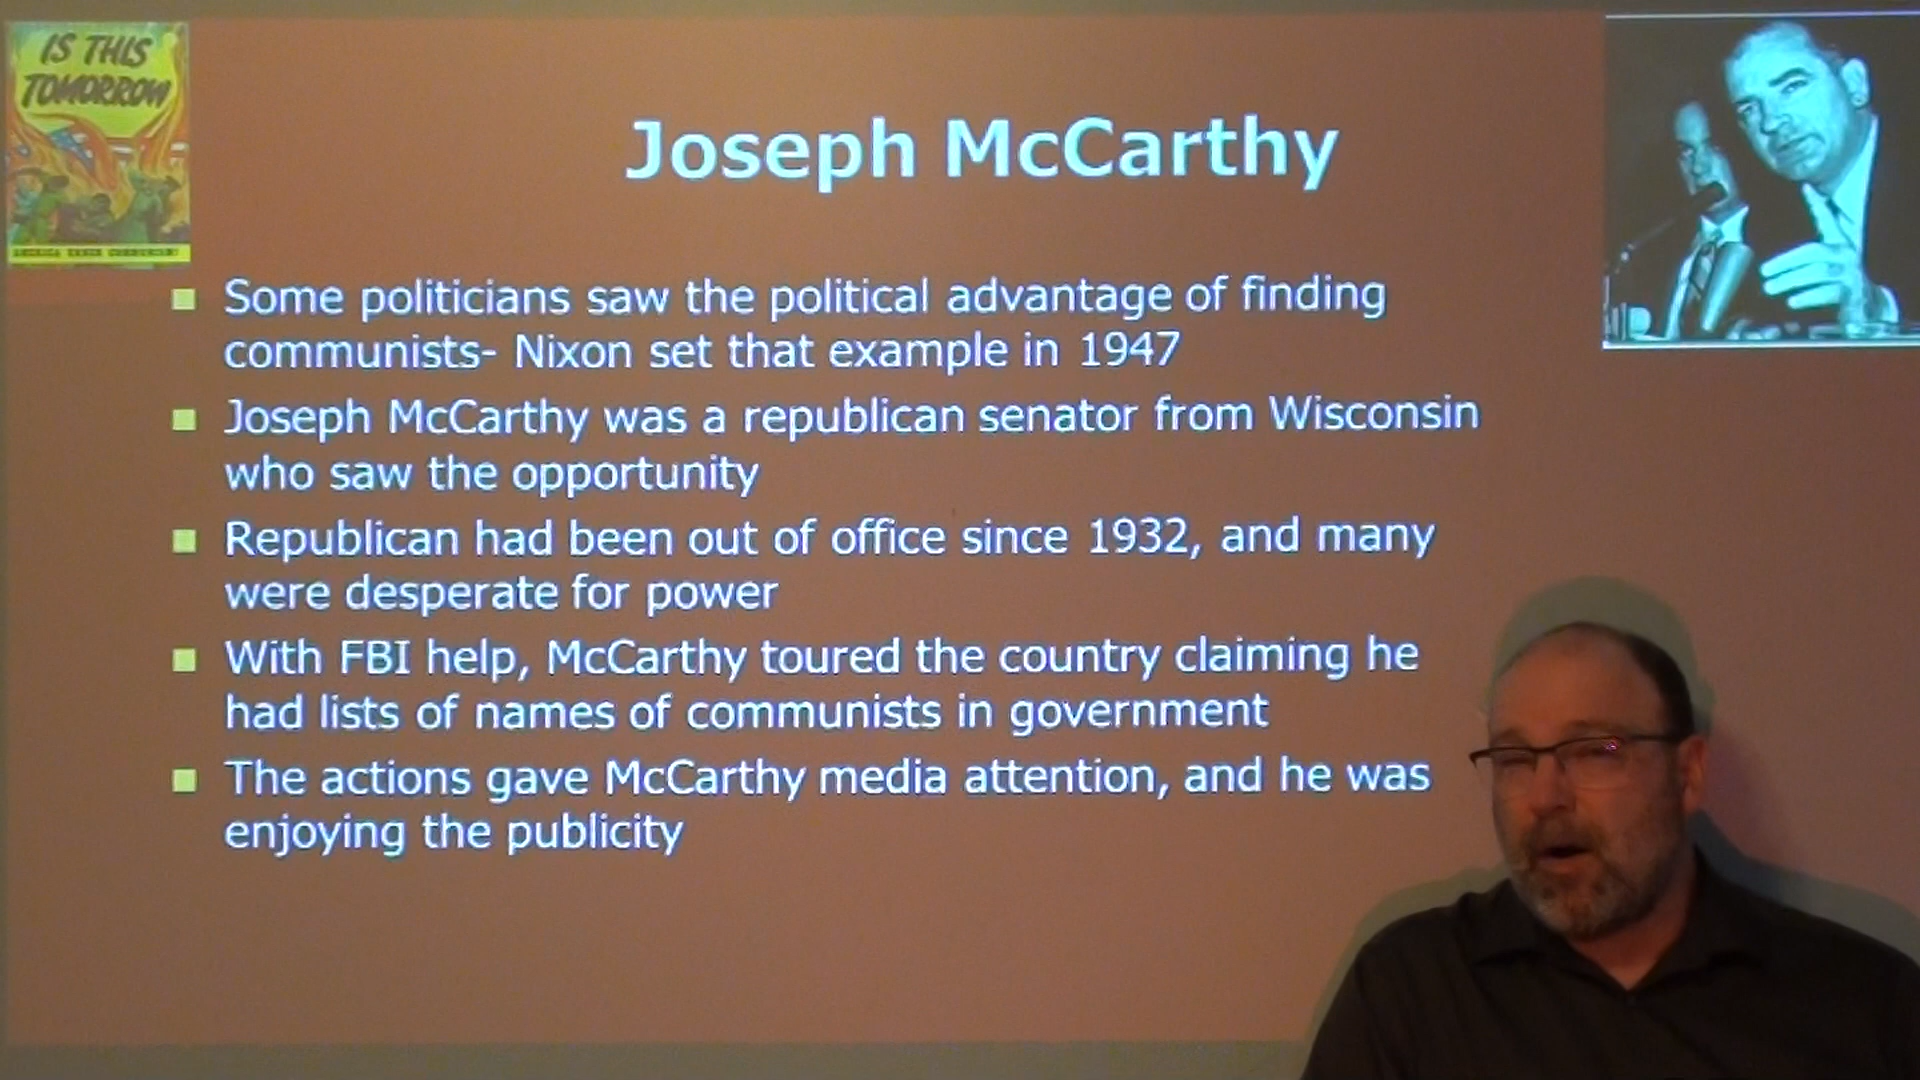 IS THIS
TOMORROW
Joseph McCarthy
Some politicians saw the political advantage of finding
communists- Nixon set that example in 1947
Joseph McCarthy was a republican senator from Wisconsin
who saw the opportunity
Republican had been out of office since 1932, and many
were desperate for power
With FBI help, McCarthy toured the country claiming he
had lists of names of communists in government
The actions gave McCarthy media attention, and he was
enjoying the publicity